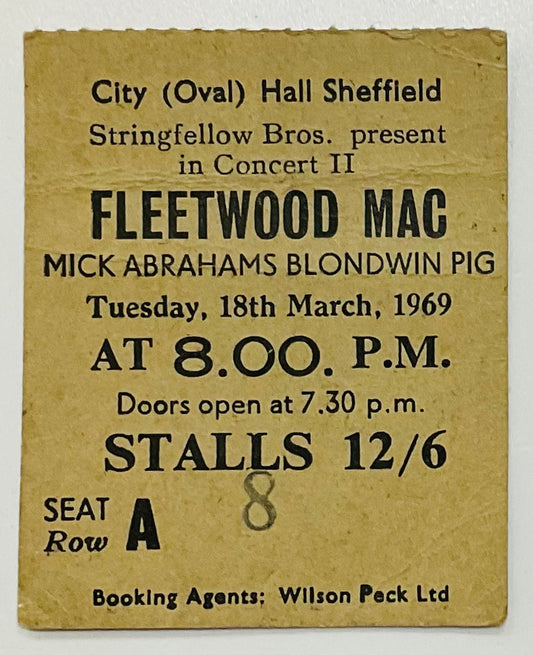 City (Oval) Hall Sheffield
Stringfellow Bros. present
in Concert II
FLEETWOOD MAC
MICK ABRAHAMS BLONDWIN PIG
Tuesday, 18th March, 1969
AT 8.00. P.M.
Doors open at 7.30 p.m.
STALLS 12/6
SEAT 8
Row A
Booking Agents: Wilson Peck Ltd